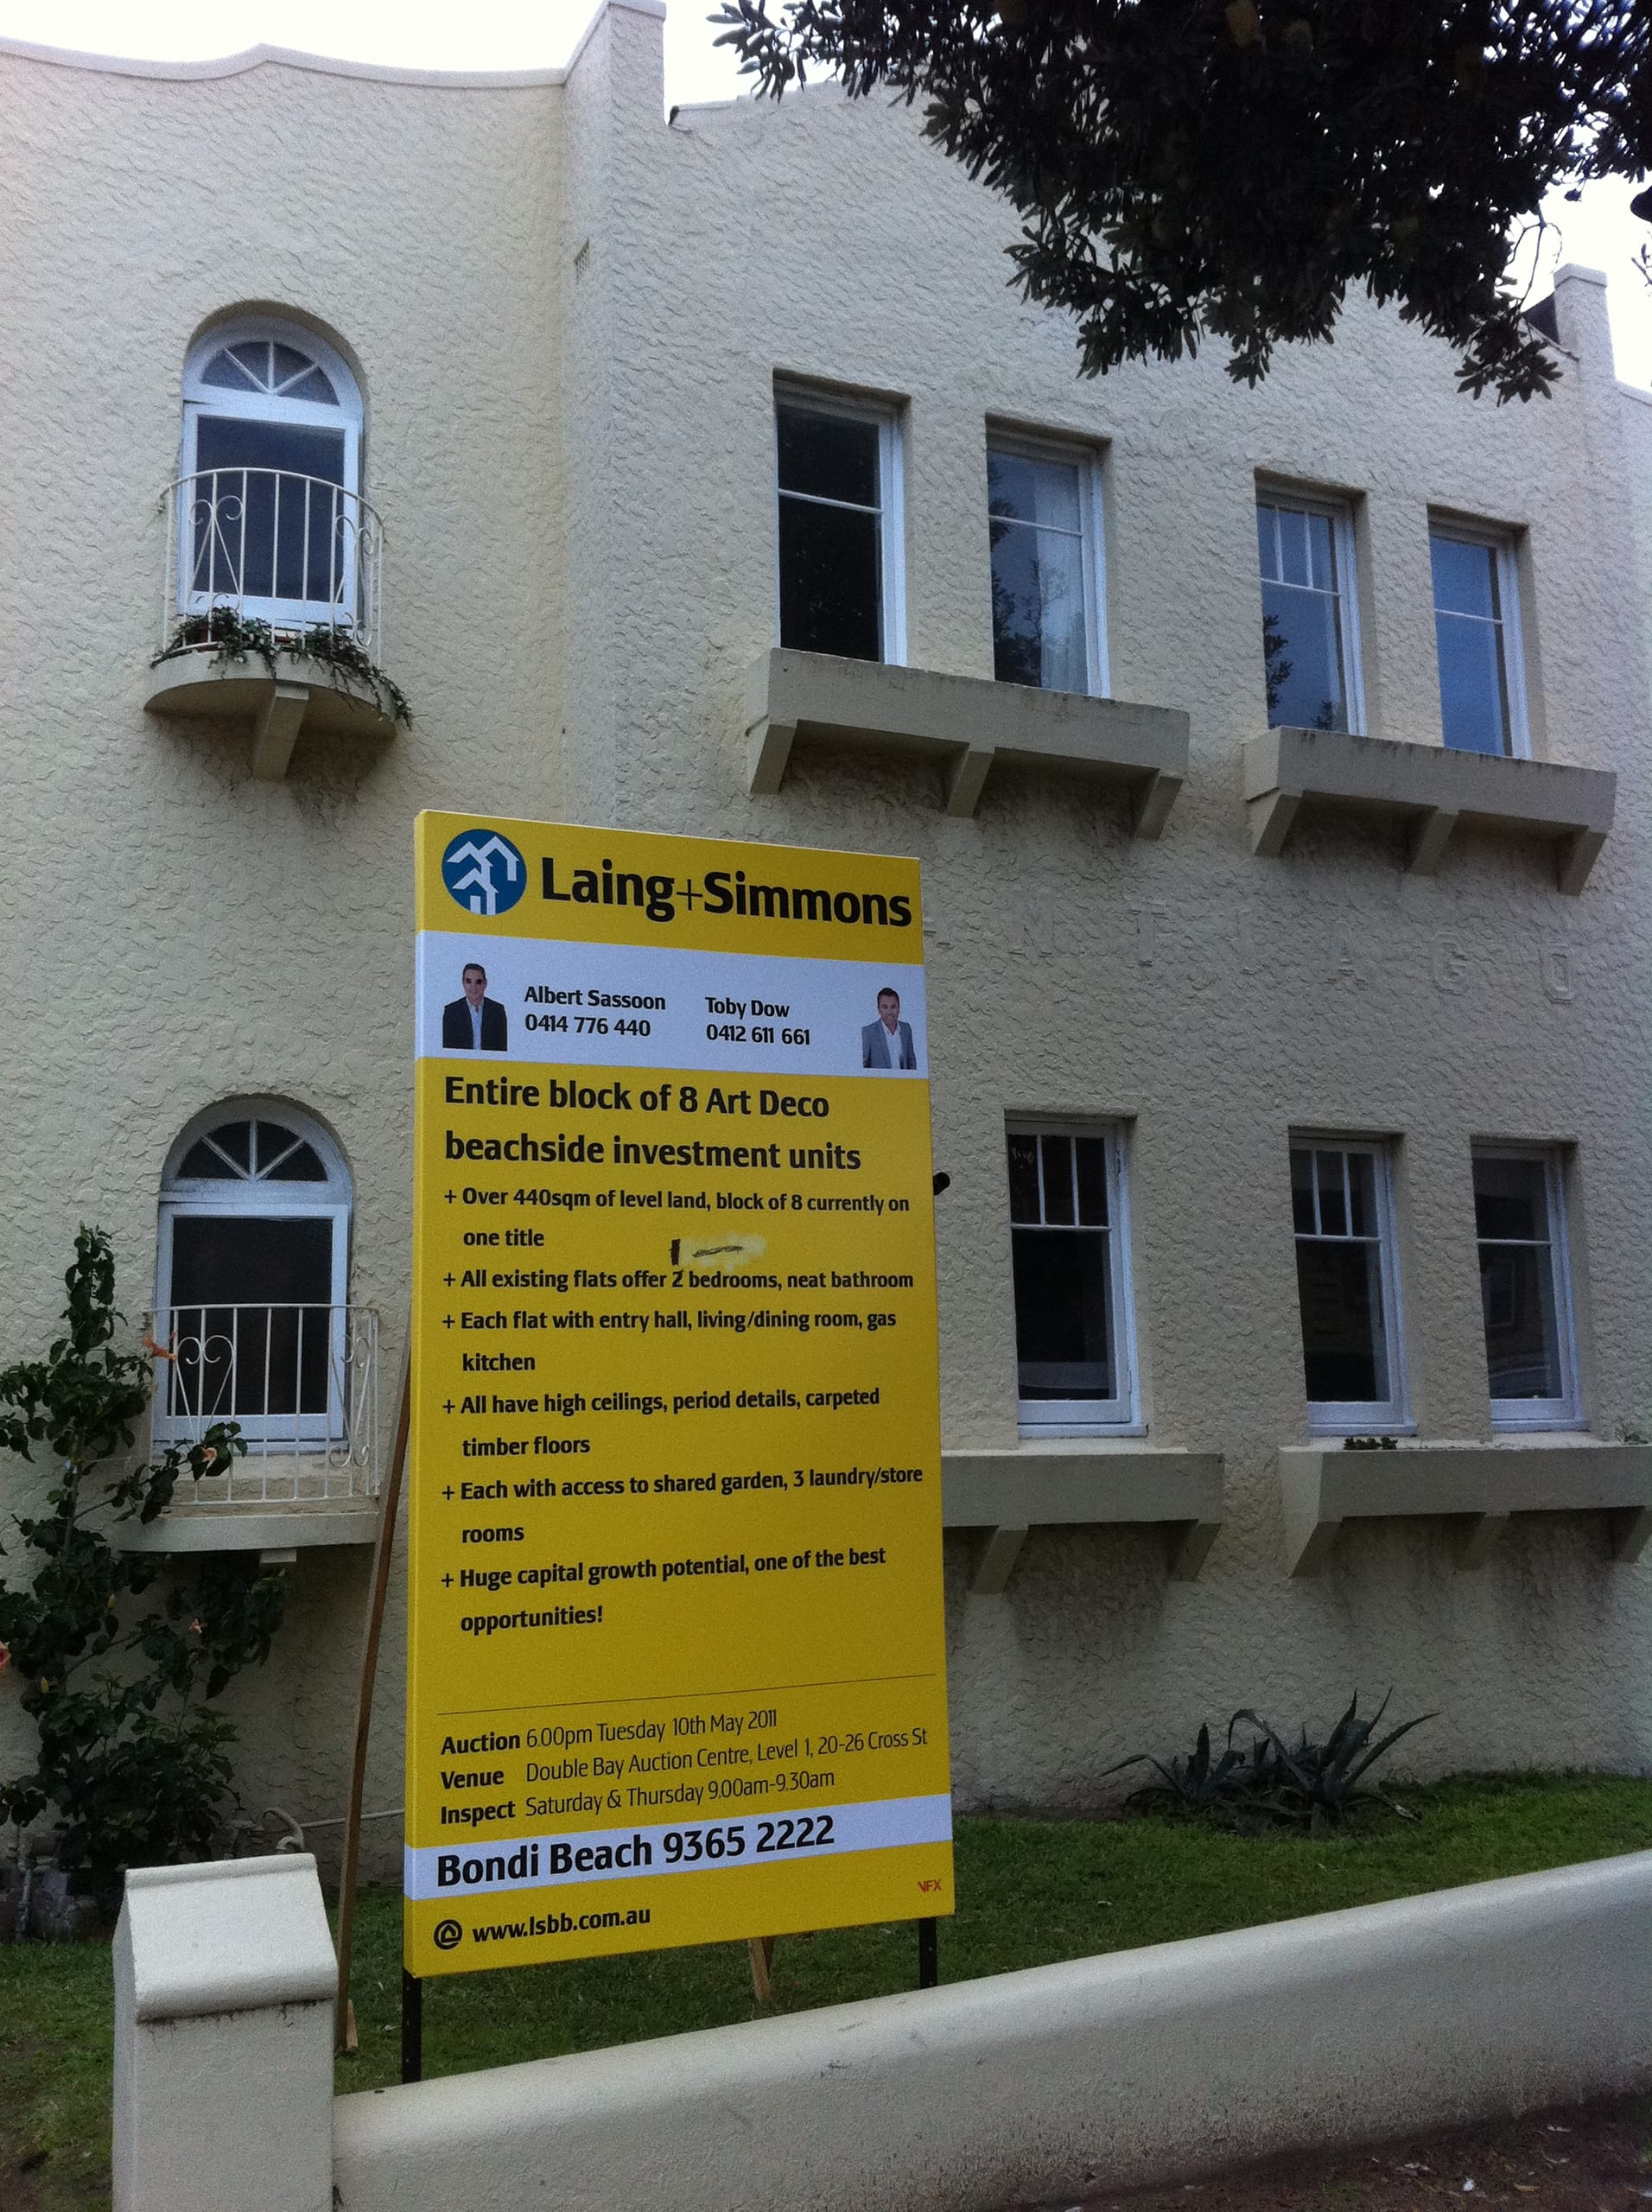 Laing+Simmons
Albert Sassoon
0414 776 440
Toby Dow
0412 611 661
Entire block of 8 Art Deco
beachside investment units
+ Over 440sqm of level land, block of 8 currently on
one title
+ All existing flats offer 2 bedrooms, neat bathroom
+ Each flat with entry hall, living/dining room, gas
kitchen
+ All have high ceilings, period details, carpeted
timber floors
+ Each with access to shared garden, 3 laundry/store
rooms
+ Huge capital growth potential, one of the best
opportunities!
Auction 6.00pm Tuesday 10th May 2011
Venue Double Bay Auction Centre, Level 1, 20-26 Cross St
Inspect Saturday & Thursday 9.00am-9.30am
Bondi Beach 9365 2222
VFX
www.lsbb.com.au